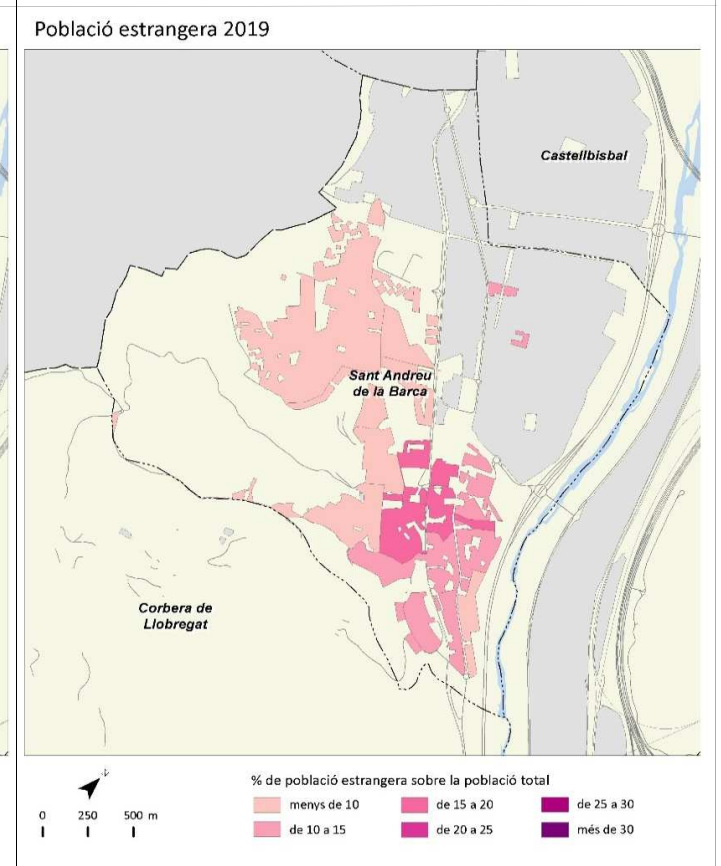 Població estrangera 2019
Castellbisbal
Sant Andreu
de la Barca
Corbera de
Llobregat
% de població estrangera sobre la població total
0 250 500 m
menys de 10
de 15 a 20
de 25 a 30
de 10 a 15
de 20 a 25
més de 30